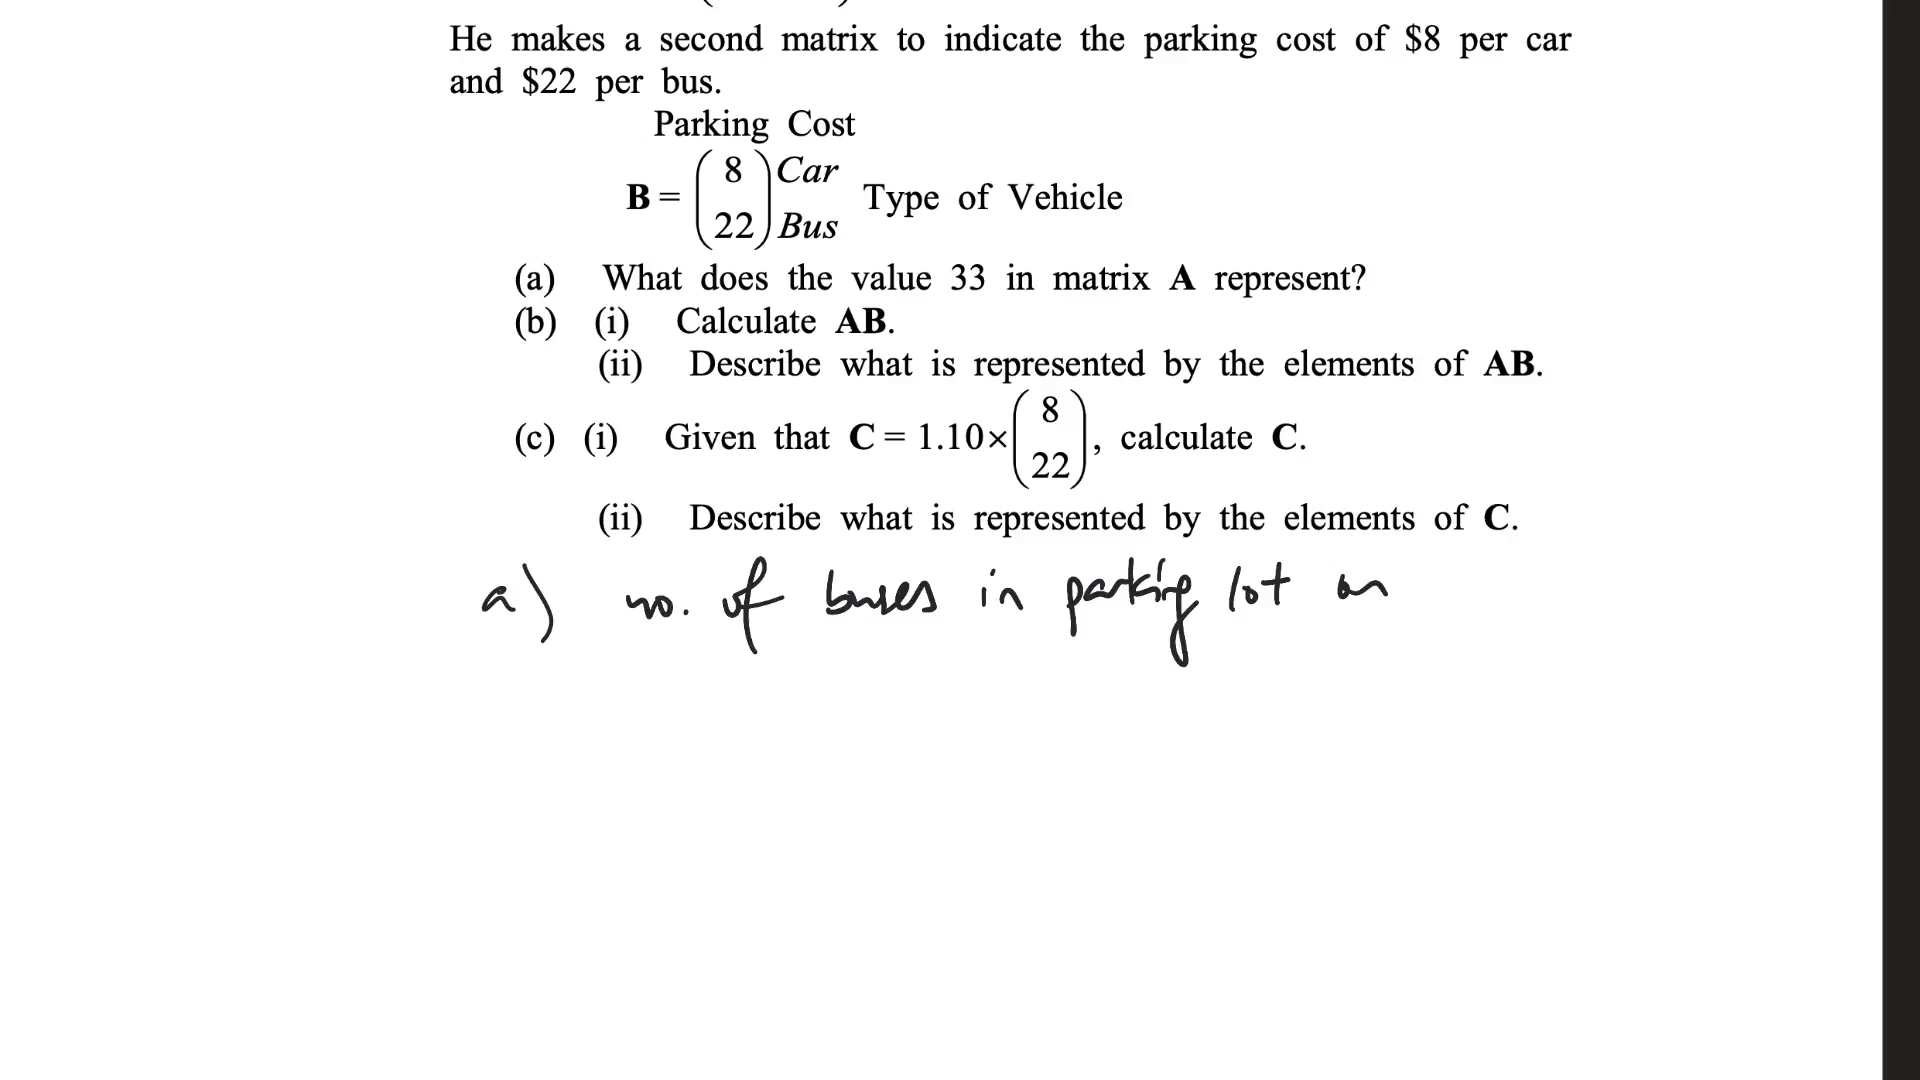 He makes a second matrix to indicate the parking cost of $8 per car
and $22 per bus.
Parking Cost
B = ( 8 ) Car
( 22 ) Bus Type of Vehicle
(a) What does the value 33 in matrix A represent?
(b) (i) Calculate AB.
(ii) Describe what is represented by the elements of AB.
(c) (i) Given that C = 1.10 × ( 8 22 ), calculate C.
(ii) Describe what is represented by the elements of C.
a) no. of buses in parking lot on